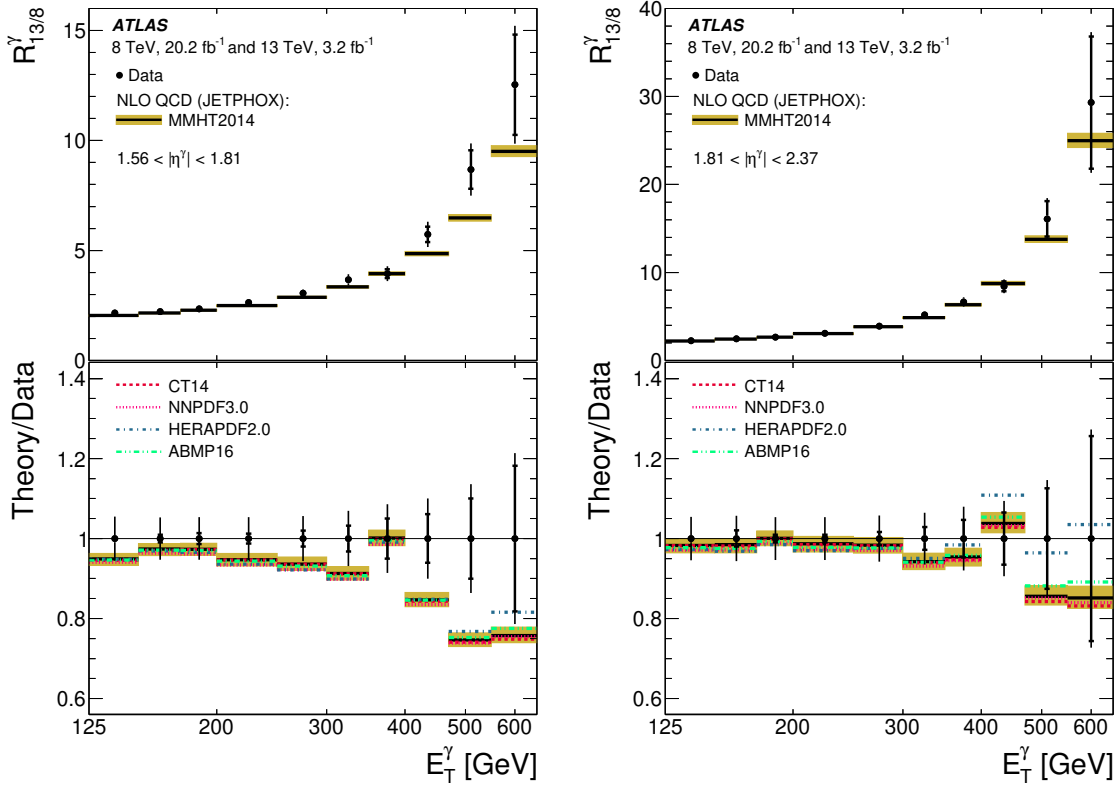 R^γ_13/8
15
10
5
0
ATLAS
8 TeV, 20.2 fb⁻¹ and 13 TeV, 3.2 fb⁻¹
Data
NLO QCD (JETPHOX):
MMHT2014
1.56 < |η^γ| < 1.81
Theory/Data
1.4
1.2
1
0.8
0.6
CT14
NNPDF3.0
HERAPDF2.0
ABMP16
125 200 300 400 500 600
E_T^γ [GeV]
R^γ_13/8
40
30
20
10
0
ATLAS
8 TeV, 20.2 fb⁻¹ and 13 TeV, 3.2 fb⁻¹
Data
NLO QCD (JETPHOX):
MMHT2014
1.81 < |η^γ| < 2.37
Theory/Data
1.4
1.2
1
0.8
0.6
CT14
NNPDF3.0
HERAPDF2.0
ABMP16
125 200 300 400 500 600
E_T^γ [GeV]